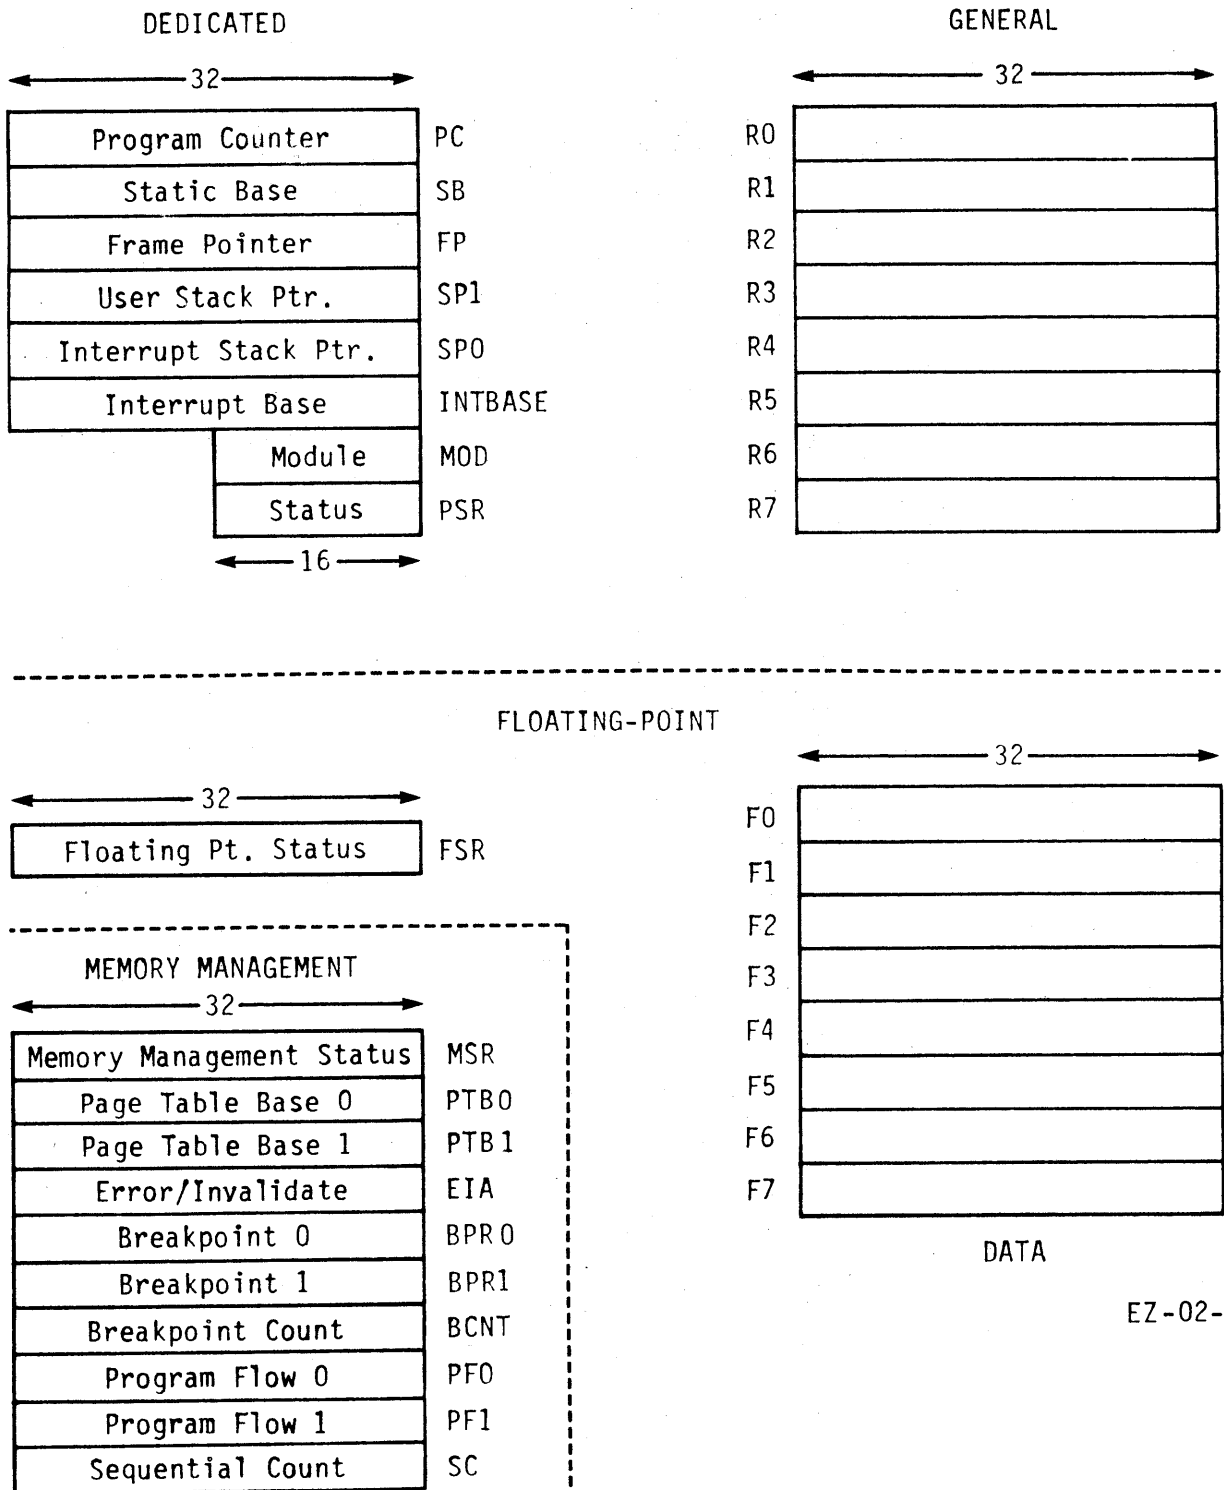 DEDICATED
32
Program Counter PC
Static Base SB
Frame Pointer FP
User Stack Ptr. SP1
Interrupt Stack Ptr. SP0
Interrupt Base INTBASE
Module MOD
Status PSR
16
GENERAL
32
R0
R1
R2
R3
R4
R5
R6
R7
FLOATING-POINT
32
Floating Pt. Status FSR
32
F0
F1
F2
F3
F4
F5
F6
F7
DATA
MEMORY MANAGEMENT
32
Memory Management Status MSR
Page Table Base 0 PTB0
Page Table Base 1 PTB1
Error/Invalidate EIA
Breakpoint 0 BPR0
Breakpoint 1 BPR1
Breakpoint Count BCNT
Program Flow 0 PF0
Program Flow 1 PF1
Sequential Count SC
EZ-02-